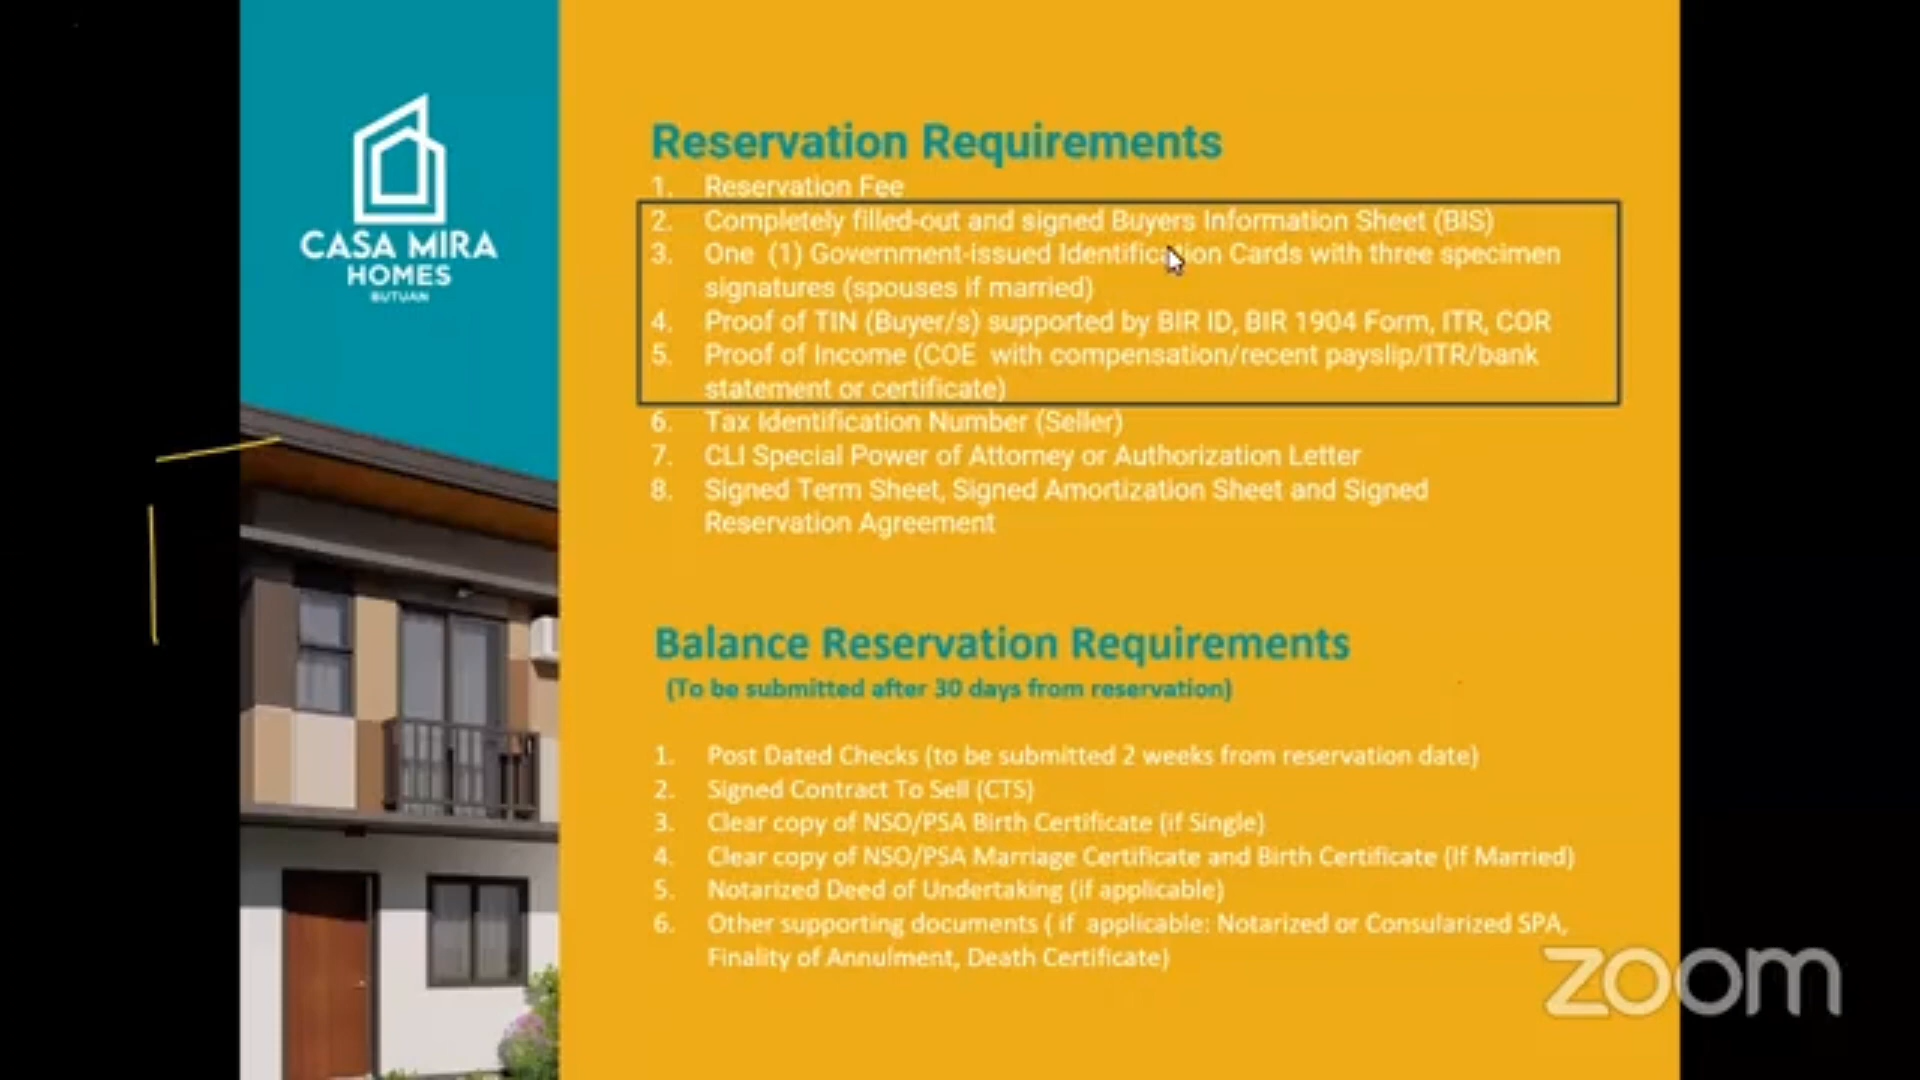 CASA MIRA
HOMES
BUTUAN
Reservation Requirements
1. Reservation Fee
2. Completely filled-out and signed Buyers Information Sheet (BIS)
3. One (1) Government-issued Identification Cards with three specimen
signatures (spouses if married)
4. Proof of TIN (Buyer/s) supported by BIR ID, BIR 1904 Form, ITR, COR
5. Proof of Income (COE with compensation/recent payslip/ITR/bank
statement or certificate)
6. Tax Identification Number (Seller)
7. CLI Special Power of Attorney or Authorization Letter
8. Signed Term Sheet, Signed Amortization Sheet and Signed
Reservation Agreement
Balance Reservation Requirements
(To be submitted after 30 days from reservation)
1. Post Dated Checks (to be submitted 2 weeks from reservation date)
2. Signed Contract To Sell (CTS)
3. Clear copy of NSO/PSA Birth Certificate (if Single)
4. Clear copy of NSO/PSA Marriage Certificate and Birth Certificate (If Married)
5. Notarized Deed of Undertaking (if applicable)
6. Other supporting documents ( if applicable: Notarized or Consularized SPA,
Finality of Annulment, Death Certificate)
zoom